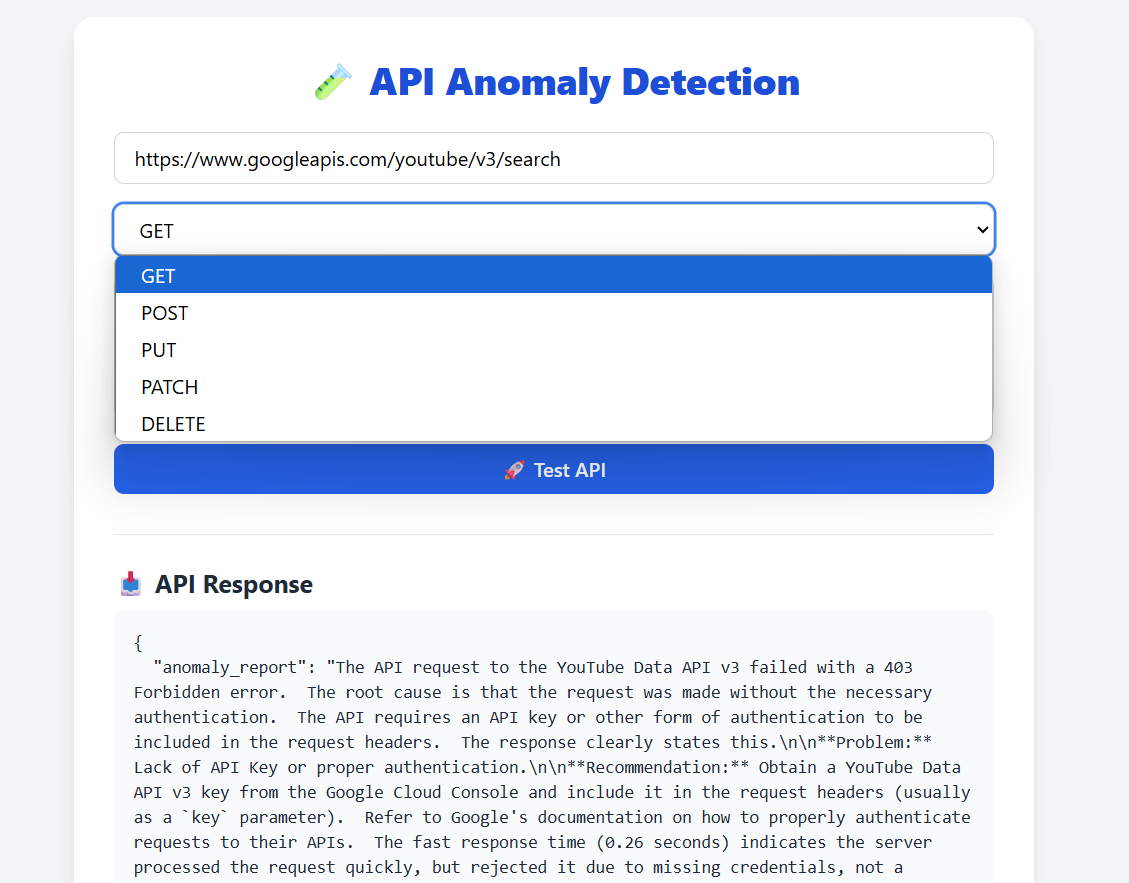 API Anomaly Detection
https://www.googleapis.com/youtube/v3/search
GET
GET
POST
PUT
PATCH
DELETE
Test API
API Response
{
"anomaly_report": "The API request to the YouTube Data API v3 failed with a 403
Forbidden error.  The root cause is that the request was made without the necessary
authentication.  The API requires an API key or other form of authentication to be
included in the request headers.  The response clearly states this.\n\n**Problem:**
Lack of API Key or proper authentication.\n\n**Recommendation:** Obtain a YouTube Data
API v3 key from the Google Cloud Console and include it in the request headers (usually
as a `key` parameter).  Refer to Google's documentation on how to properly authenticate
requests to their APIs.  The fast response time (0.26 seconds) indicates the server
processed the request quickly, but rejected it due to missing credentials, not a